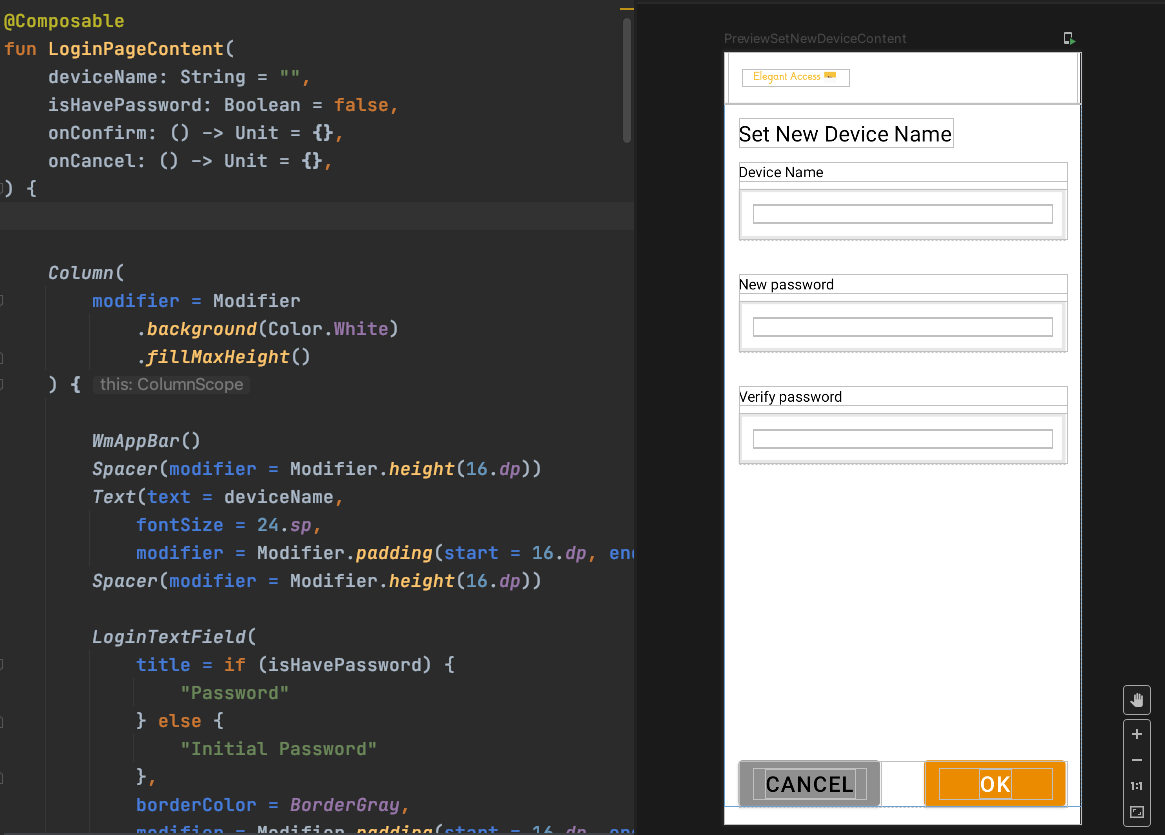 @Composable
fun LoginPageContent(
deviceName: String = "",
isHavePassword: Boolean = false,
onConfirm: () -> Unit = {},
onCancel: () -> Unit = {},
) {
Column(
modifier = Modifier
.background(Color.White)
.fillMaxHeight()
) { this: ColumnScope
WmAppBar()
Spacer(modifier = Modifier.height(16.dp))
Text(text = deviceName,
fontSize = 24.sp,
modifier = Modifier.padding(start = 16.dp, end
Spacer(modifier = Modifier.height(16.dp))
LoginTextField(
title = if (isHavePassword) {
"Password"
} else {
"Initial Password"
},
borderColor = BorderGray,
modifier = Modifier.padding(start = 16.dp, end
PreviewSetNewDeviceContent
Elegant Access
Set New Device Name
Device Name
New password
Verify password
CANCEL
OK
+
−
1:1